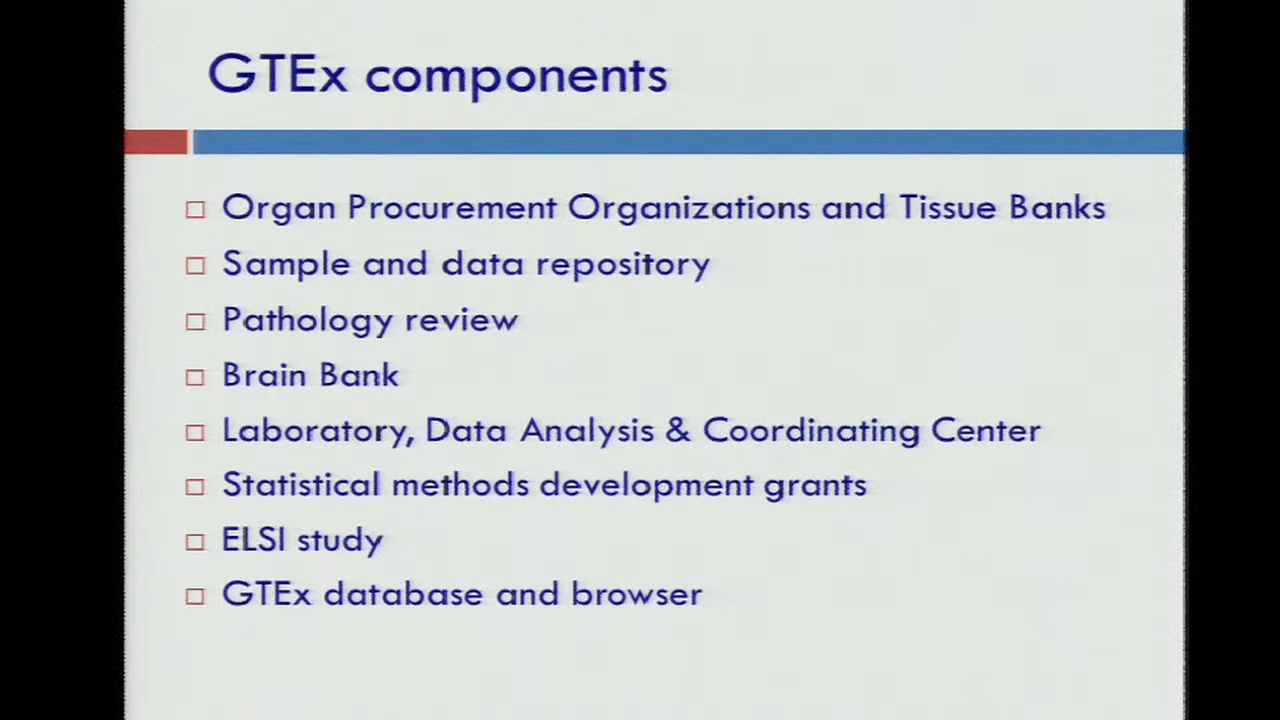 GTEx components
Organ Procurement Organizations and Tissue Banks
Sample and data repository
Pathology review
Brain Bank
Laboratory, Data Analysis & Coordinating Center
Statistical methods development grants
ELSI study
GTEx database and browser